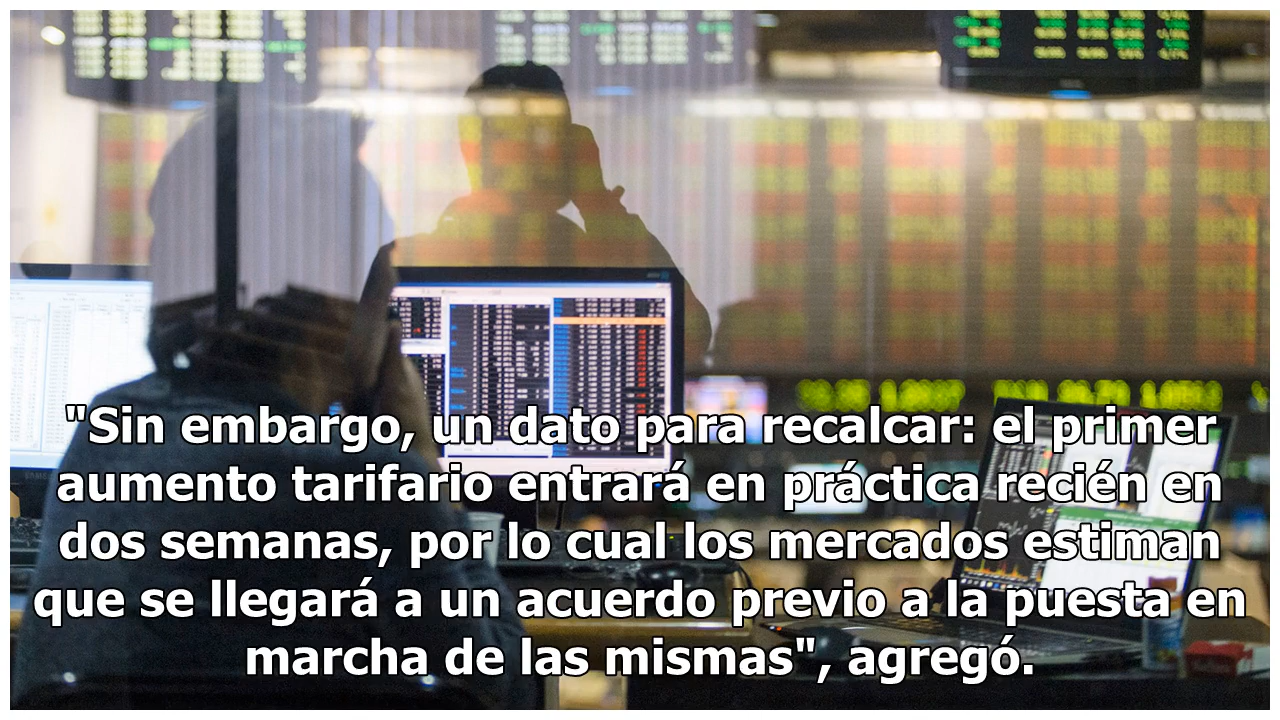 "Sin embargo, un dato para recalcar: el primer
aumento tarifario entrará en práctica recién en
dos semanas, por lo cual los mercados estiman
que se llegará a un acuerdo previo a la puesta en
marcha de las mismas", agregó.